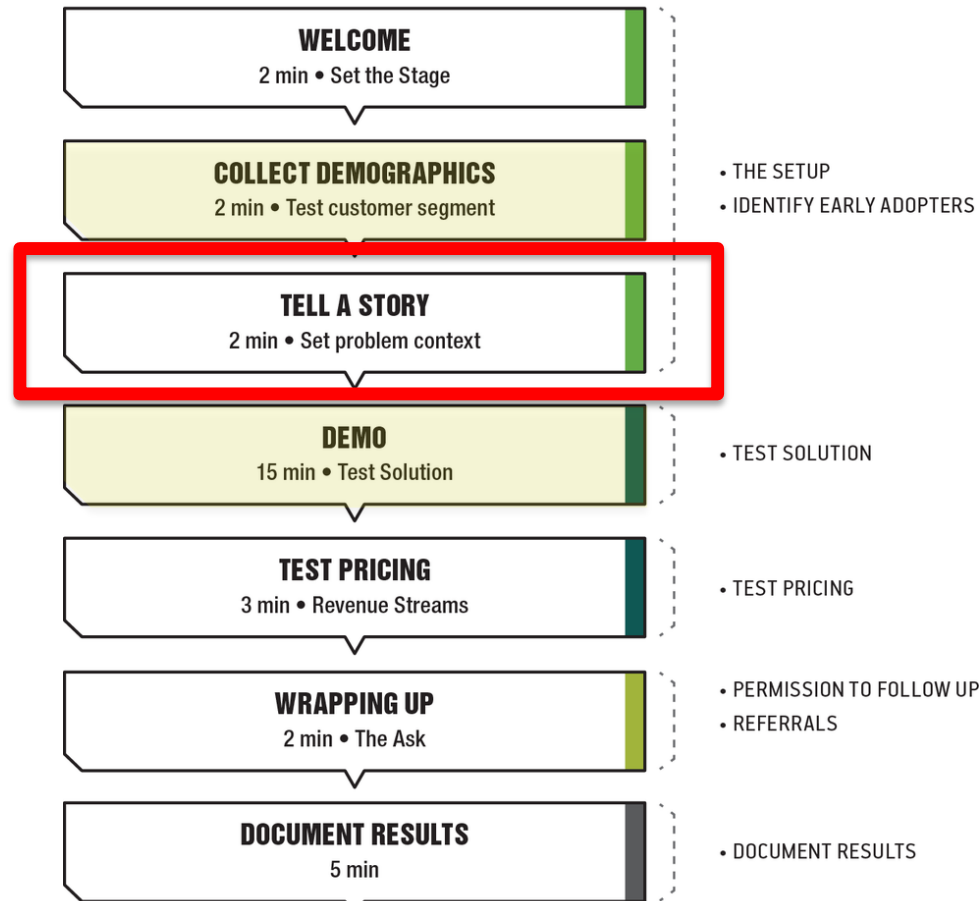 WELCOME
2 min • Set the Stage
COLLECT DEMOGRAPHICS
2 min • Test customer segment
• THE SETUP
• IDENTIFY EARLY ADOPTERS
TELL A STORY
2 min • Set problem context
DEMO
15 min • Test Solution
• TEST SOLUTION
TEST PRICING
3 min • Revenue Streams
• TEST PRICING
WRAPPING UP
2 min • The Ask
• PERMISSION TO FOLLOW UP
• REFERRALS
DOCUMENT RESULTS
5 min
• DOCUMENT RESULTS